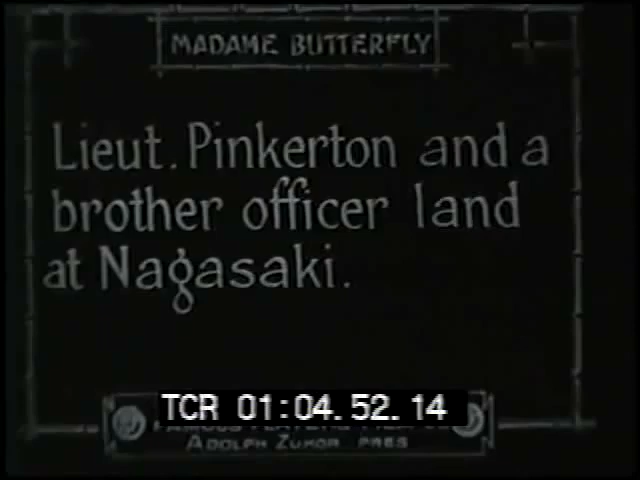 MADAME BUTTERFLY
Lieut. Pinkerton and a
brother officer land
at Nagasaki.
TCR 01:04.52.14
ADOLPH ZUKOR PRES